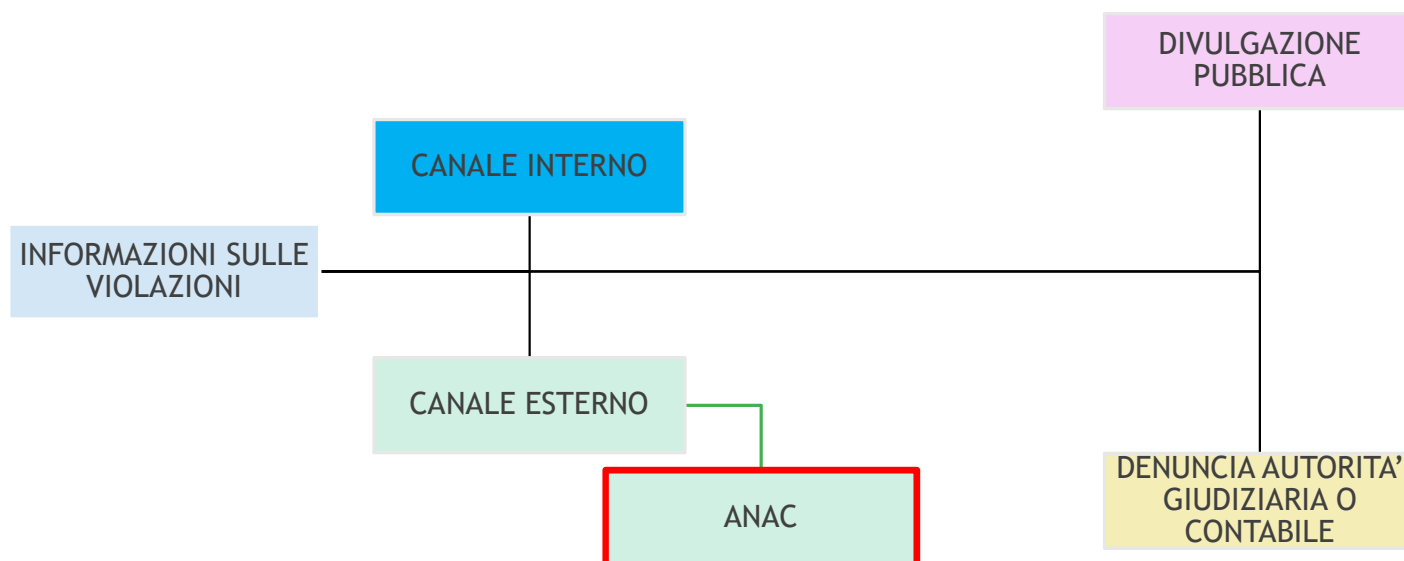 DIVULGAZIONE
PUBBLICA
CANALE INTERNO
INFORMAZIONI SULLE
VIOLAZIONI
CANALE ESTERNO
ANAC
DENUNCIA AUTORITA’
GIUDIZIARIA O
CONTABILE